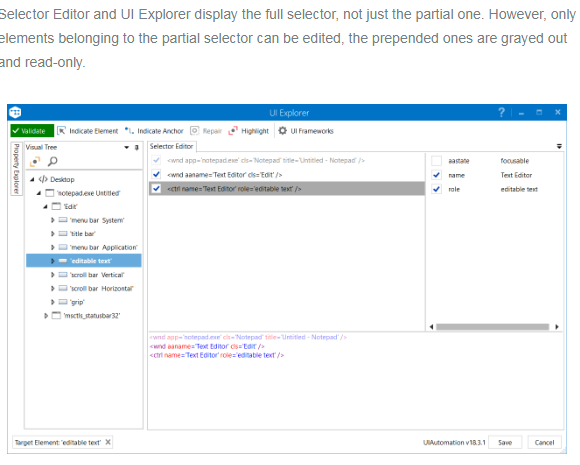 Selector Editor and UI Explorer display the full selector, not just the partial one. However, only
elements belonging to the partial selector can be edited, the prepended ones are grayed out
and read-only.
UI Explorer
? - ×
Validate Indicate Element Indicate Anchor Repair Highlight UI Frameworks
Property Explorer
Visual Tree
Selector Editor
<wnd app='notepad.exe' cls='Notepad' title='Untitled - Notepad' />
<wnd aaname='Text Editor' cls='Edit' />
<ctrl name='Text Editor' role='editable text' />
aastate focusable
name Text Editor
role editable text
</> Desktop
'notepad.exe Untitled'
'Edit'
'menu bar System'
'title bar'
'menu bar Application'
'editable text'
'scroll bar Vertical'
'scroll bar Horizontal'
'grip'
'msctls_statusbar32'
<wnd app='notepad.exe' cls='Notepad' title='Untitled - Notepad' />
<wnd aaname='Text Editor' cls='Edit' />
<ctrl name='Text Editor' role='editable text' />
Target Element: 'editable text' X
UIAutomation v18.3.1 Save Cancel